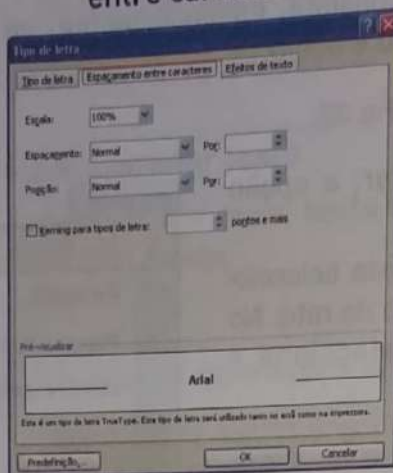 entre
Tipo de letra
Tipo de letra Espaçamento entre caracteres Efeitos de texto
Escala: 100%
Espaçamento: Normal Por:
Posição: Normal Por:
Kerning para tipos de letra: pontos e mais
Pré-visualizar
Arial
Este é um tipo de letra TrueType. Este tipo de letra será utilizado tanto no ecrã como na impressora.
Predefinição... OK Cancelar